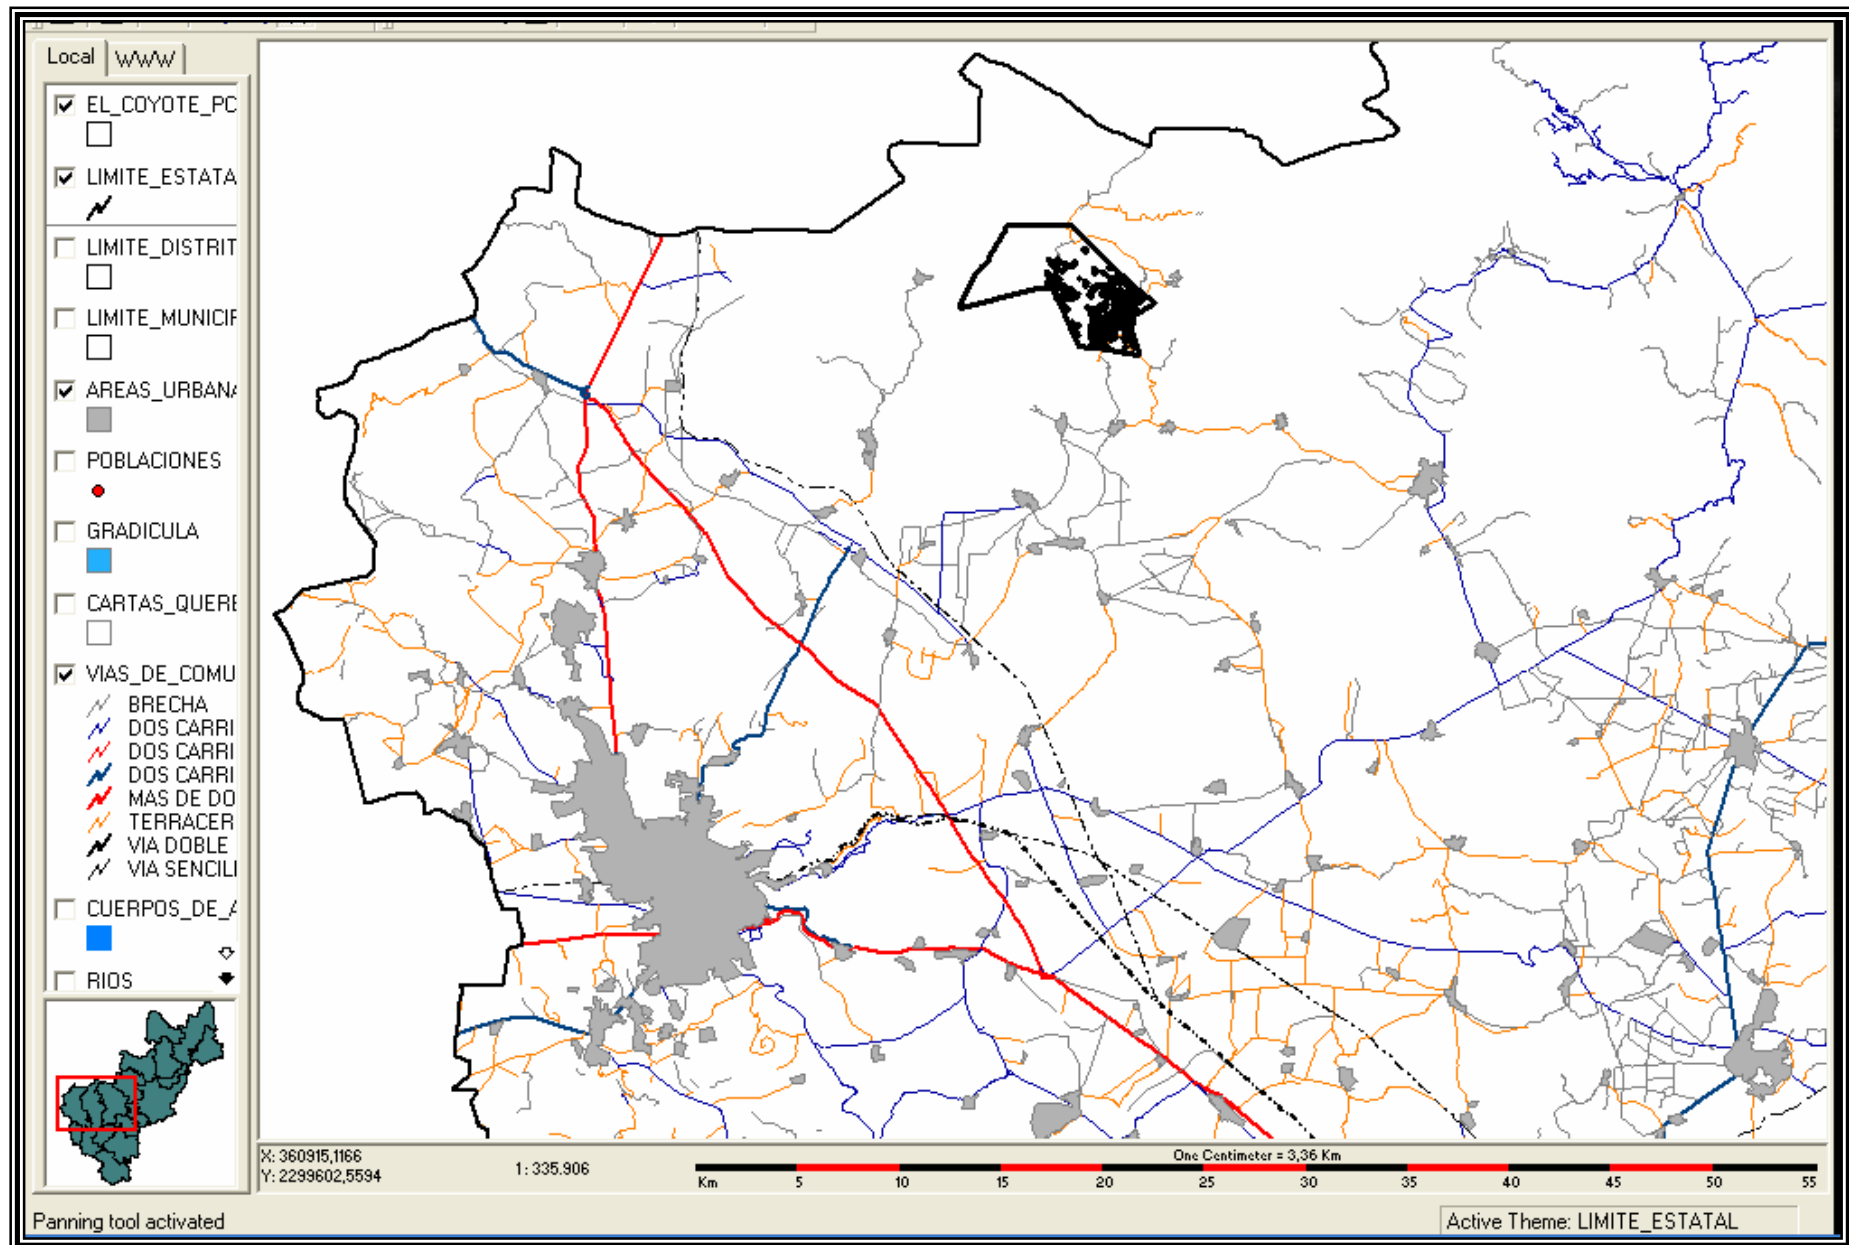 Local WWW
EL_COYOTE_PC
LIMITE_ESTATA
LIMITE_DISTRIT
LIMITE_MUNICIF
AREAS_URBANA
POBLACIONES
GRADICULA
CARTAS_QUERE
VIAS_DE_COMU
BRECHA
DOS CARRI
DOS CARRI
DOS CARRI
MAS DE DO
TERRACER
VIA DOBLE
VIA SENCILI
CUERPOS_DE_A
RIOS
X: 360915,1166
Y: 2299602,5594
1: 335.906
One Centimeter = 3,36 Km
Km 5 10 15 20 25 30 35 40 45 50 55
Panning tool activated
Active Theme: LIMITE_ESTATAL